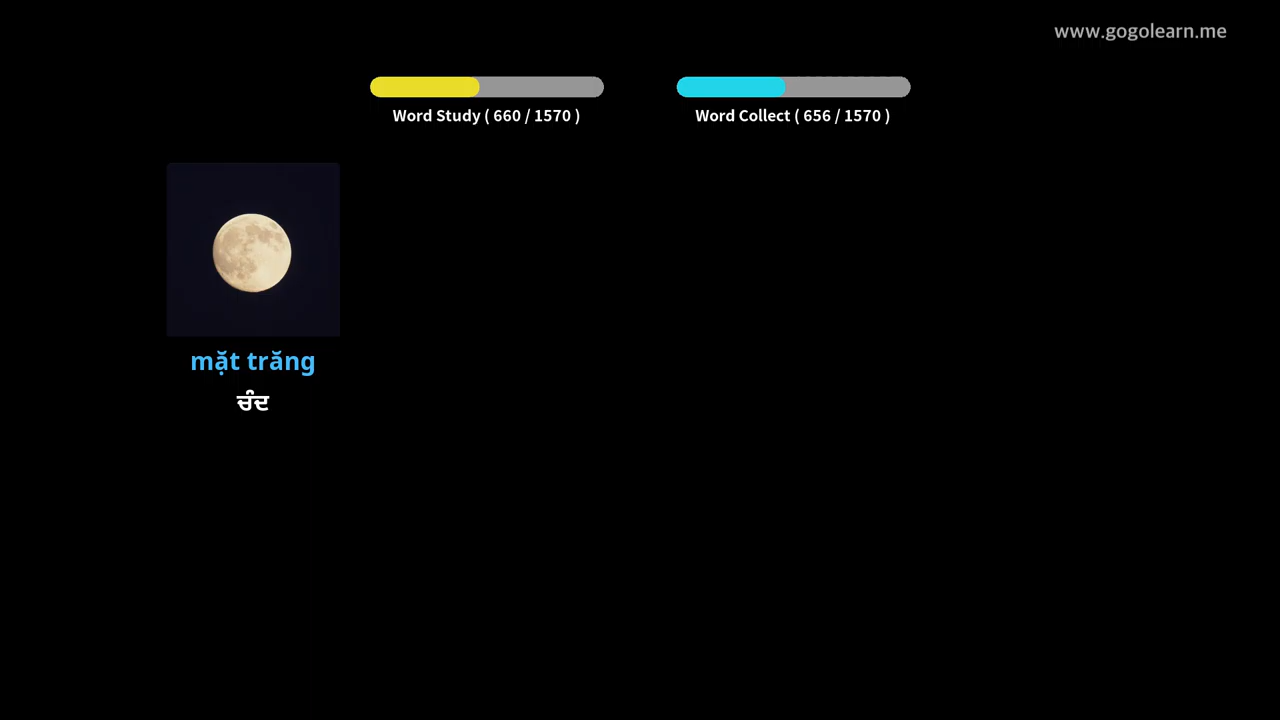 www.gogolearn.me
Word Study ( 660 / 1570 )
Word Collect ( 656 / 1570 )
mặt trăng
ਚੰਦ